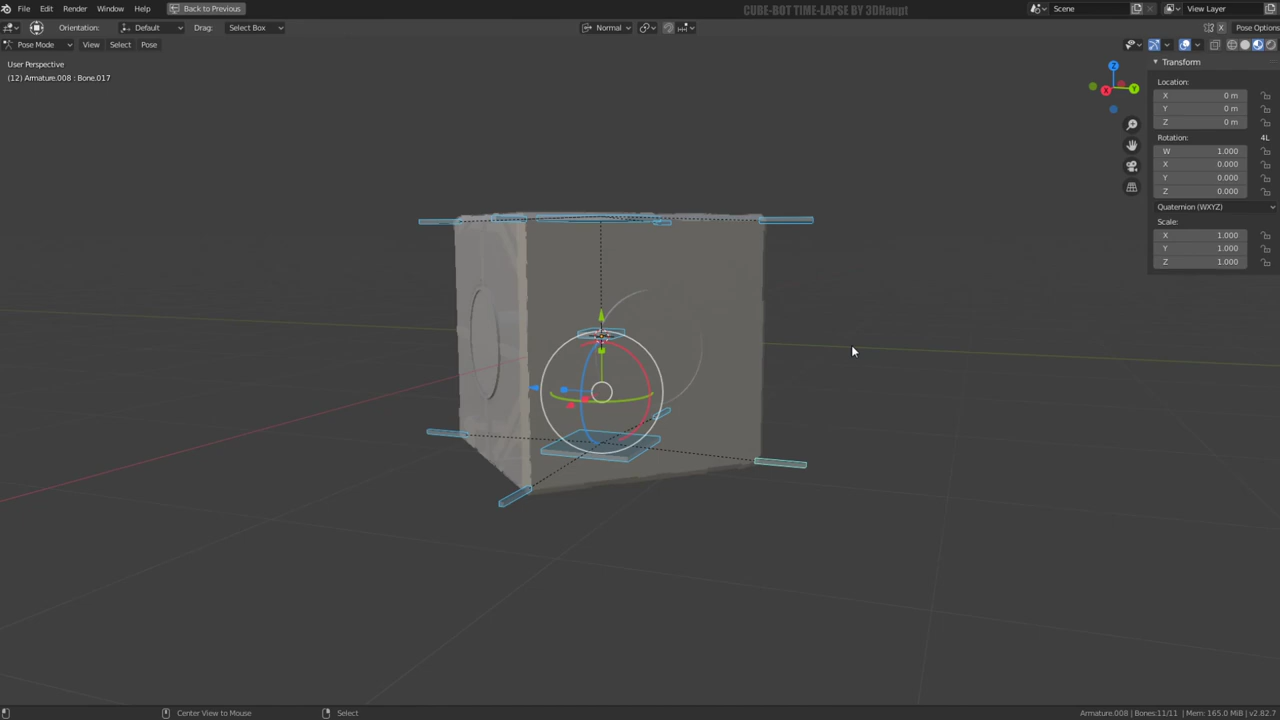 File Edit Render Window Help Back to Previous CUBE-BOT TIME-LAPSE BY 3DHaupt Scene View Layer
Orientation: Default Drag: Select Box Normal X Pose Options
Pose Mode View Select Pose
User Perspective
(12) Armature.008 : Bone.017
Z
X
Y
Transform
Location:
X 0 m
Y 0 m
Z 0 m
Rotation: 4L
W 1.000
X 0.000
Y 0.000
Z 0.000
Quaternion (WXYZ)
Scale:
X 1.000
Y 1.000
Z 1.000
Center View to Mouse Select Armature.008 | Bones:11/11 | Mem: 165.0 MiB | v2.82.7